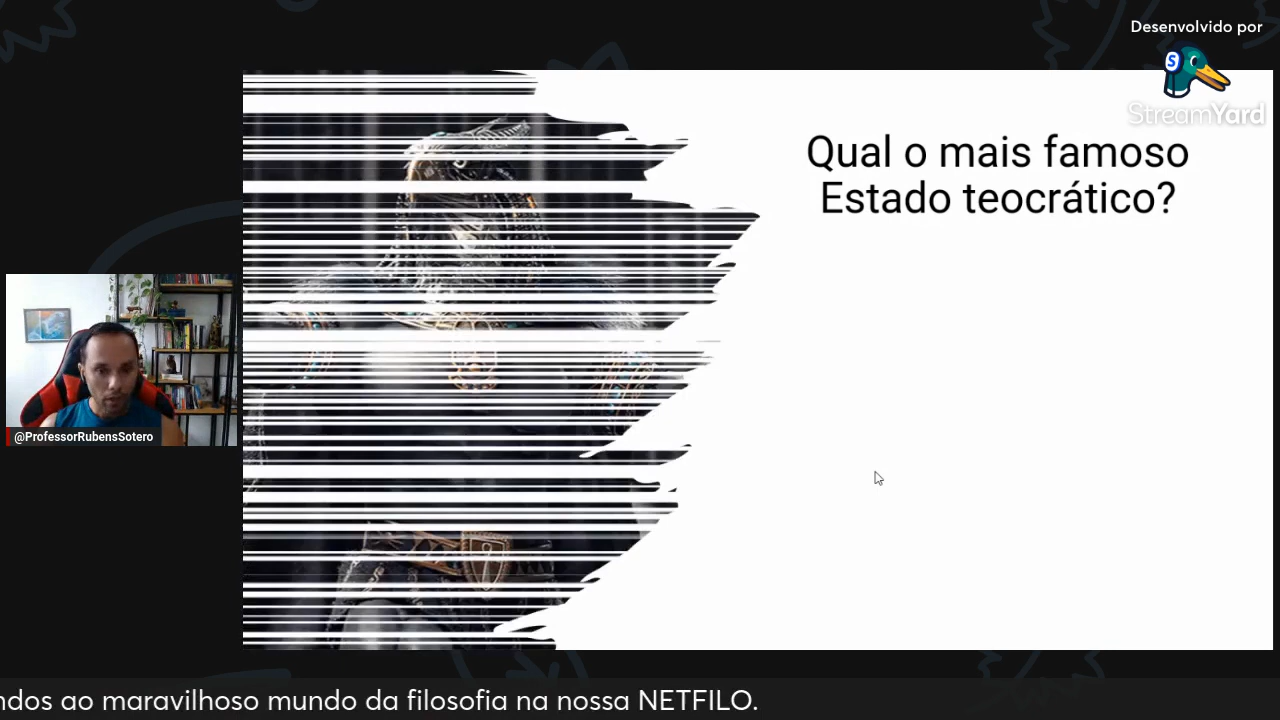 Desenvolvido por
StreamYard
Qual o mais famoso
Estado teocrático?
@ProfessorRubensSotero
ndos ao maravilhoso mundo da filosofia na nossa NETFILO.